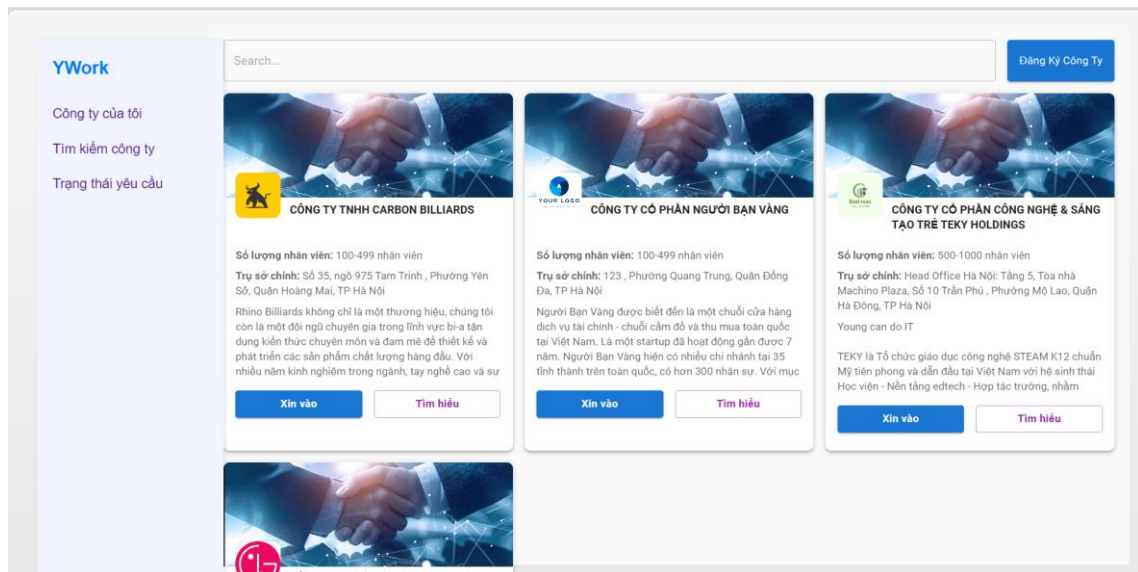 YWork
Công ty của tôi
Tìm kiếm công ty
Trạng thái yêu cầu
Search...
Đăng Ký Công Ty
CÔNG TY TNHH CARBON BILLIARDS
Số lượng nhân viên: 100-499 nhân viên
Trụ sở chính: Số 35, ngõ 975 Tam Trinh , Phường Yên
Sở, Quận Hoàng Mai, TP Hà Nội
Rhino Billiards không chỉ là một thương hiệu, chúng tôi
còn là một đội ngũ chuyên gia trong lĩnh vực bi-a tận
dụng kiến thức chuyên môn và đam mê để thiết kế và
phát triển các sản phẩm chất lượng hàng đầu. Với
nhiều năm kinh nghiệm trong ngành, tay nghề cao và sự
Xin vào
Tìm hiểu
YOUR LOGO
CÔNG TY CỔ PHẦN NGƯỜI BẠN VÀNG
Số lượng nhân viên: 100-499 nhân viên
Trụ sở chính: 123 , Phường Quang Trung, Quận Đống
Đa, TP Hà Nội
Người Bạn Vàng được biết đến là một chuỗi cửa hàng
dịch vụ tài chính - chuỗi cầm đồ và thu mua toàn quốc
tại Việt Nam. Là một startup đã hoạt động gần được 7
năm. Người Bạn Vàng hiện có nhiều chi nhánh tại 35
tỉnh thành trên toàn quốc, có hơn 300 nhân sự. Với mục
Xin vào
Tìm hiểu
Business
CÔNG TY CỔ PHẦN CÔNG NGHỆ & SÁNG
TẠO TRẺ TEKY HOLDINGS
Số lượng nhân viên: 500-1000 nhân viên
Trụ sở chính: Head Office Hà Nội: Tầng 5, Tòa nhà
Machino Plaza, Số 10 Trần Phú , Phường Mộ Lao, Quận
Hà Đông, TP Hà Nội
Young can do IT
TEKY là Tổ chức giáo dục công nghệ STEAM K12 chuẩn
Mỹ tiên phong và dẫn đầu tại Việt Nam với hệ sinh thái
Học viện - Nền tảng edtech - Hợp tác trường, nhằm
Xin vào
Tìm hiểu